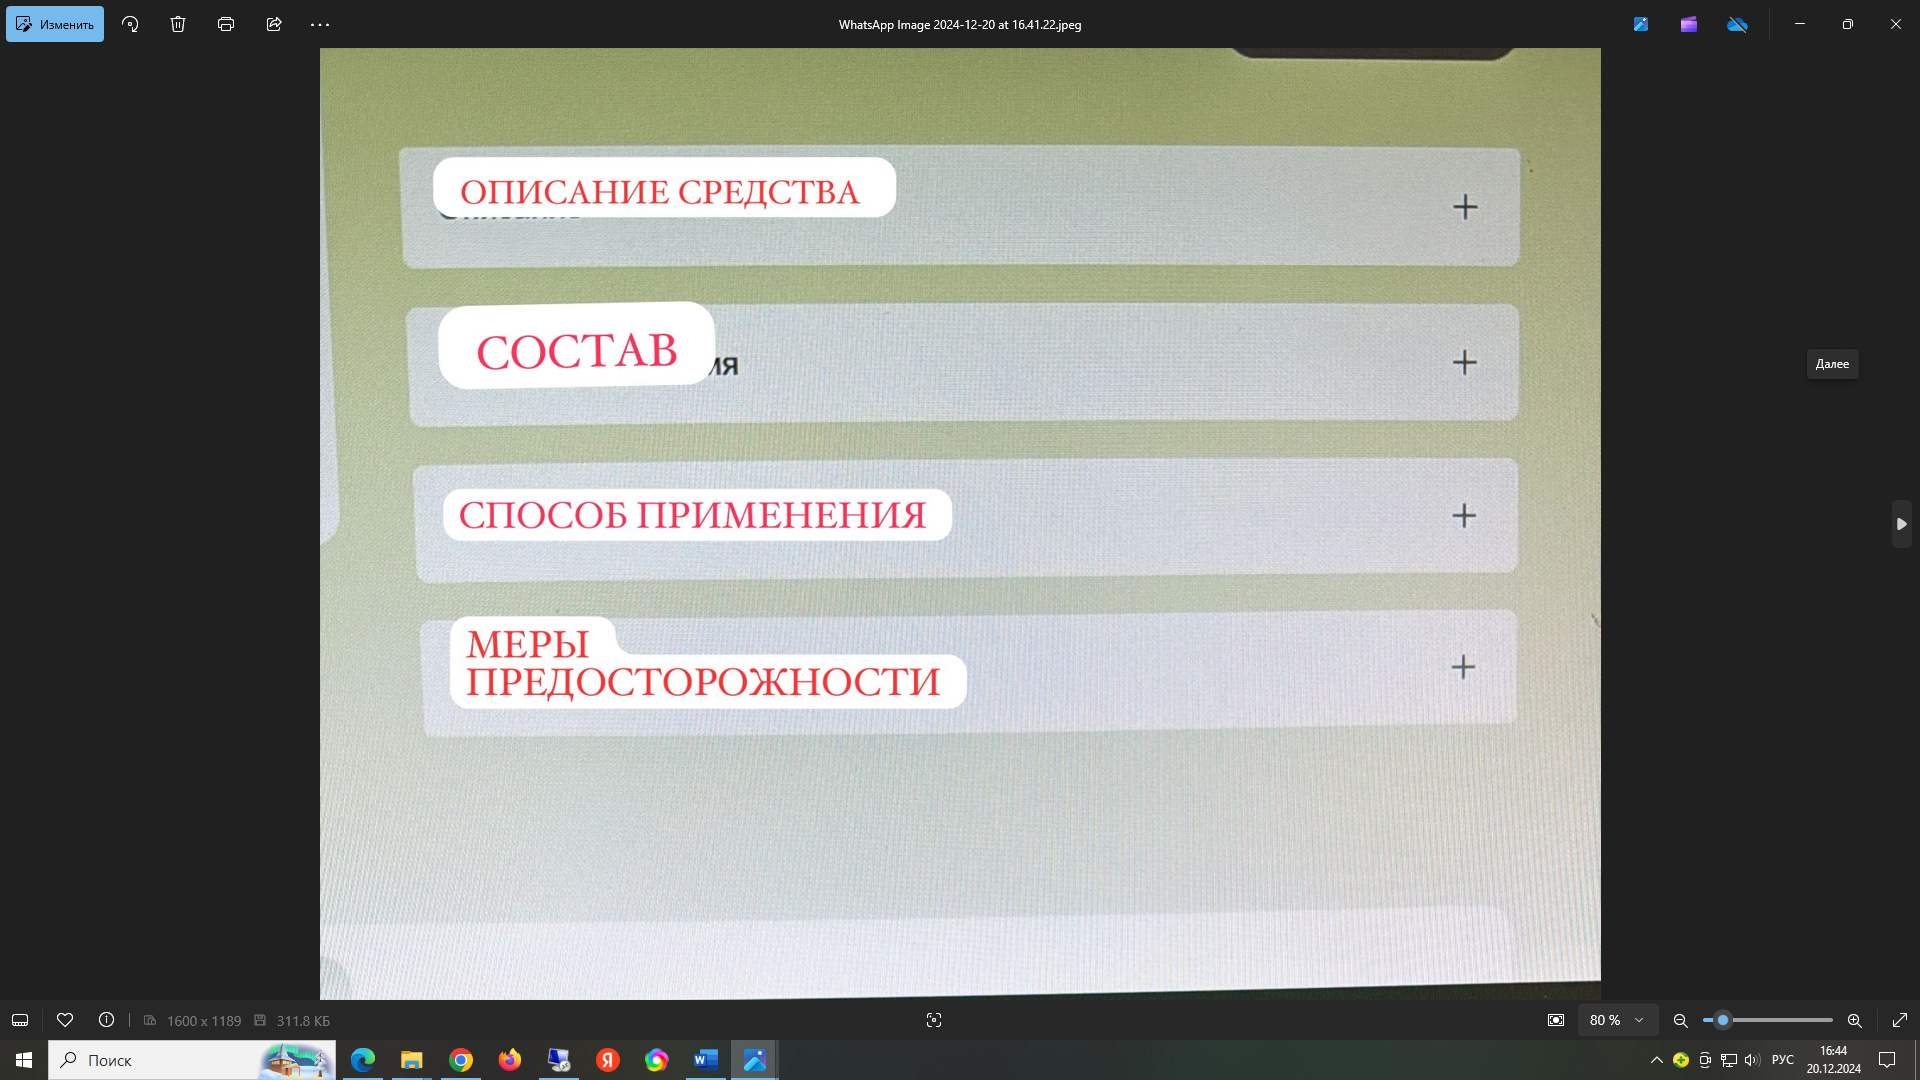 Изменить
WhatsApp Image 2024-12-20 at 16.41.22.jpeg
ОПИСАНИЕ СРЕДСТВА
СОСТАВ
ия
СПОСОБ ПРИМЕНЕНИЯ
МЕРЫ
ПРЕДОСТОРОЖНОСТИ
Далее
1600 x 1189
311.8 КБ
80 %
Поиск
РУС
16:44
20.12.2024